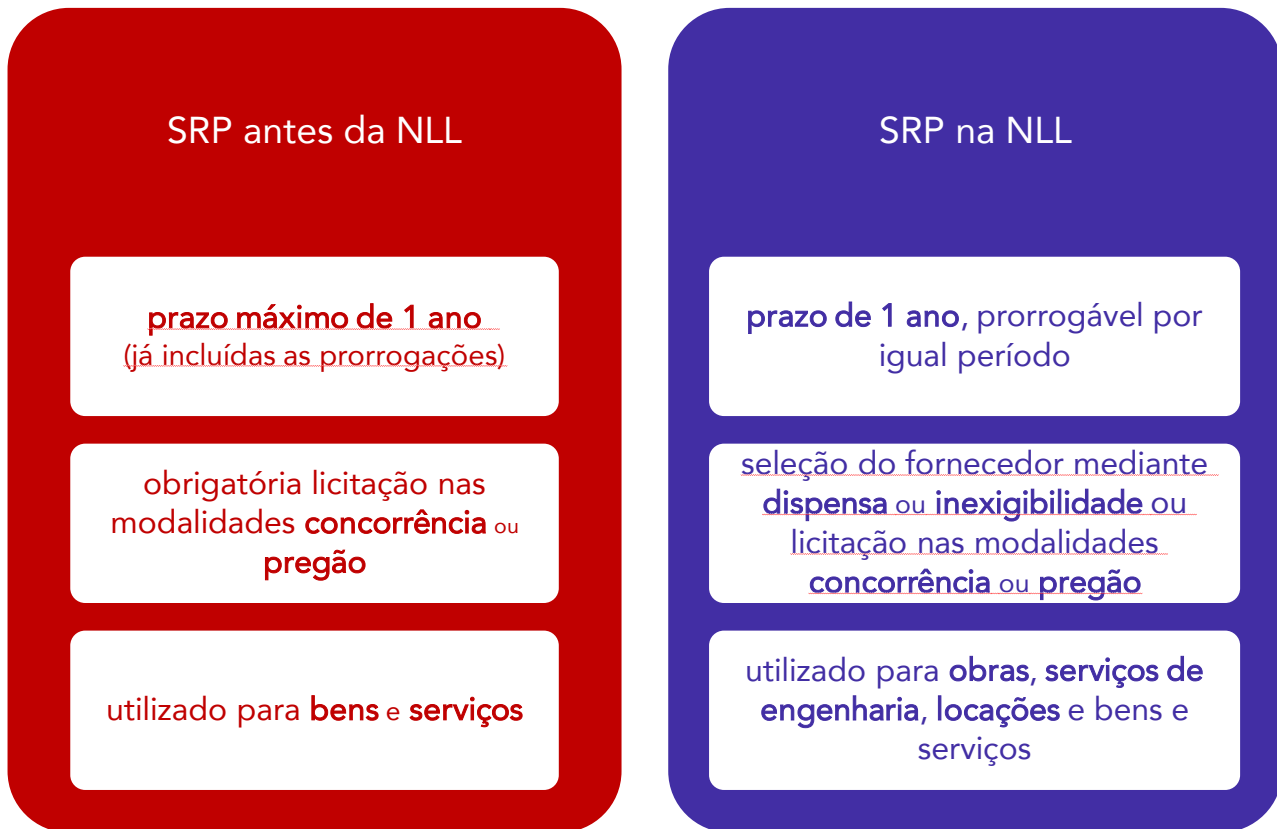 SRP antes da NLL
prazo máximo de 1 ano
(já incluídas as prorrogações)
obrigatória licitação nas
modalidades concorrência ou
pregão
utilizado para bens e serviços
SRP na NLL
prazo de 1 ano, prorrogável por
igual período
seleção do fornecedor mediante
dispensa ou inexigibilidade ou
licitação nas modalidades
concorrência ou pregão
utilizado para obras, serviços de
engenharia, locações e bens e
serviços